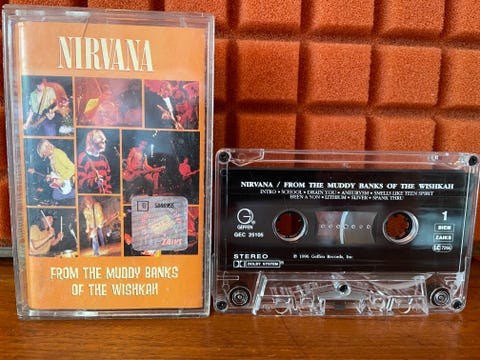 NIRVANA
FROM THE MUDDY BANKS
OF THE WISHKAH
NIRVANA / FROM THE MUDDY BANKS OF THE WISHKAH
INTRO • SCHOOL • DRAIN YOU • ANEURYSM • SMELLS LIKE TEEN SPIRIT
BEEN A SON • LITHIUM • SLIVER • SPANK THRU
G
GEFFEN
GEC 25105
1
BIEM
ZAIKS
STEREO
DOLBY SYSTEM
℗ 1996 Geffen Records, Inc.